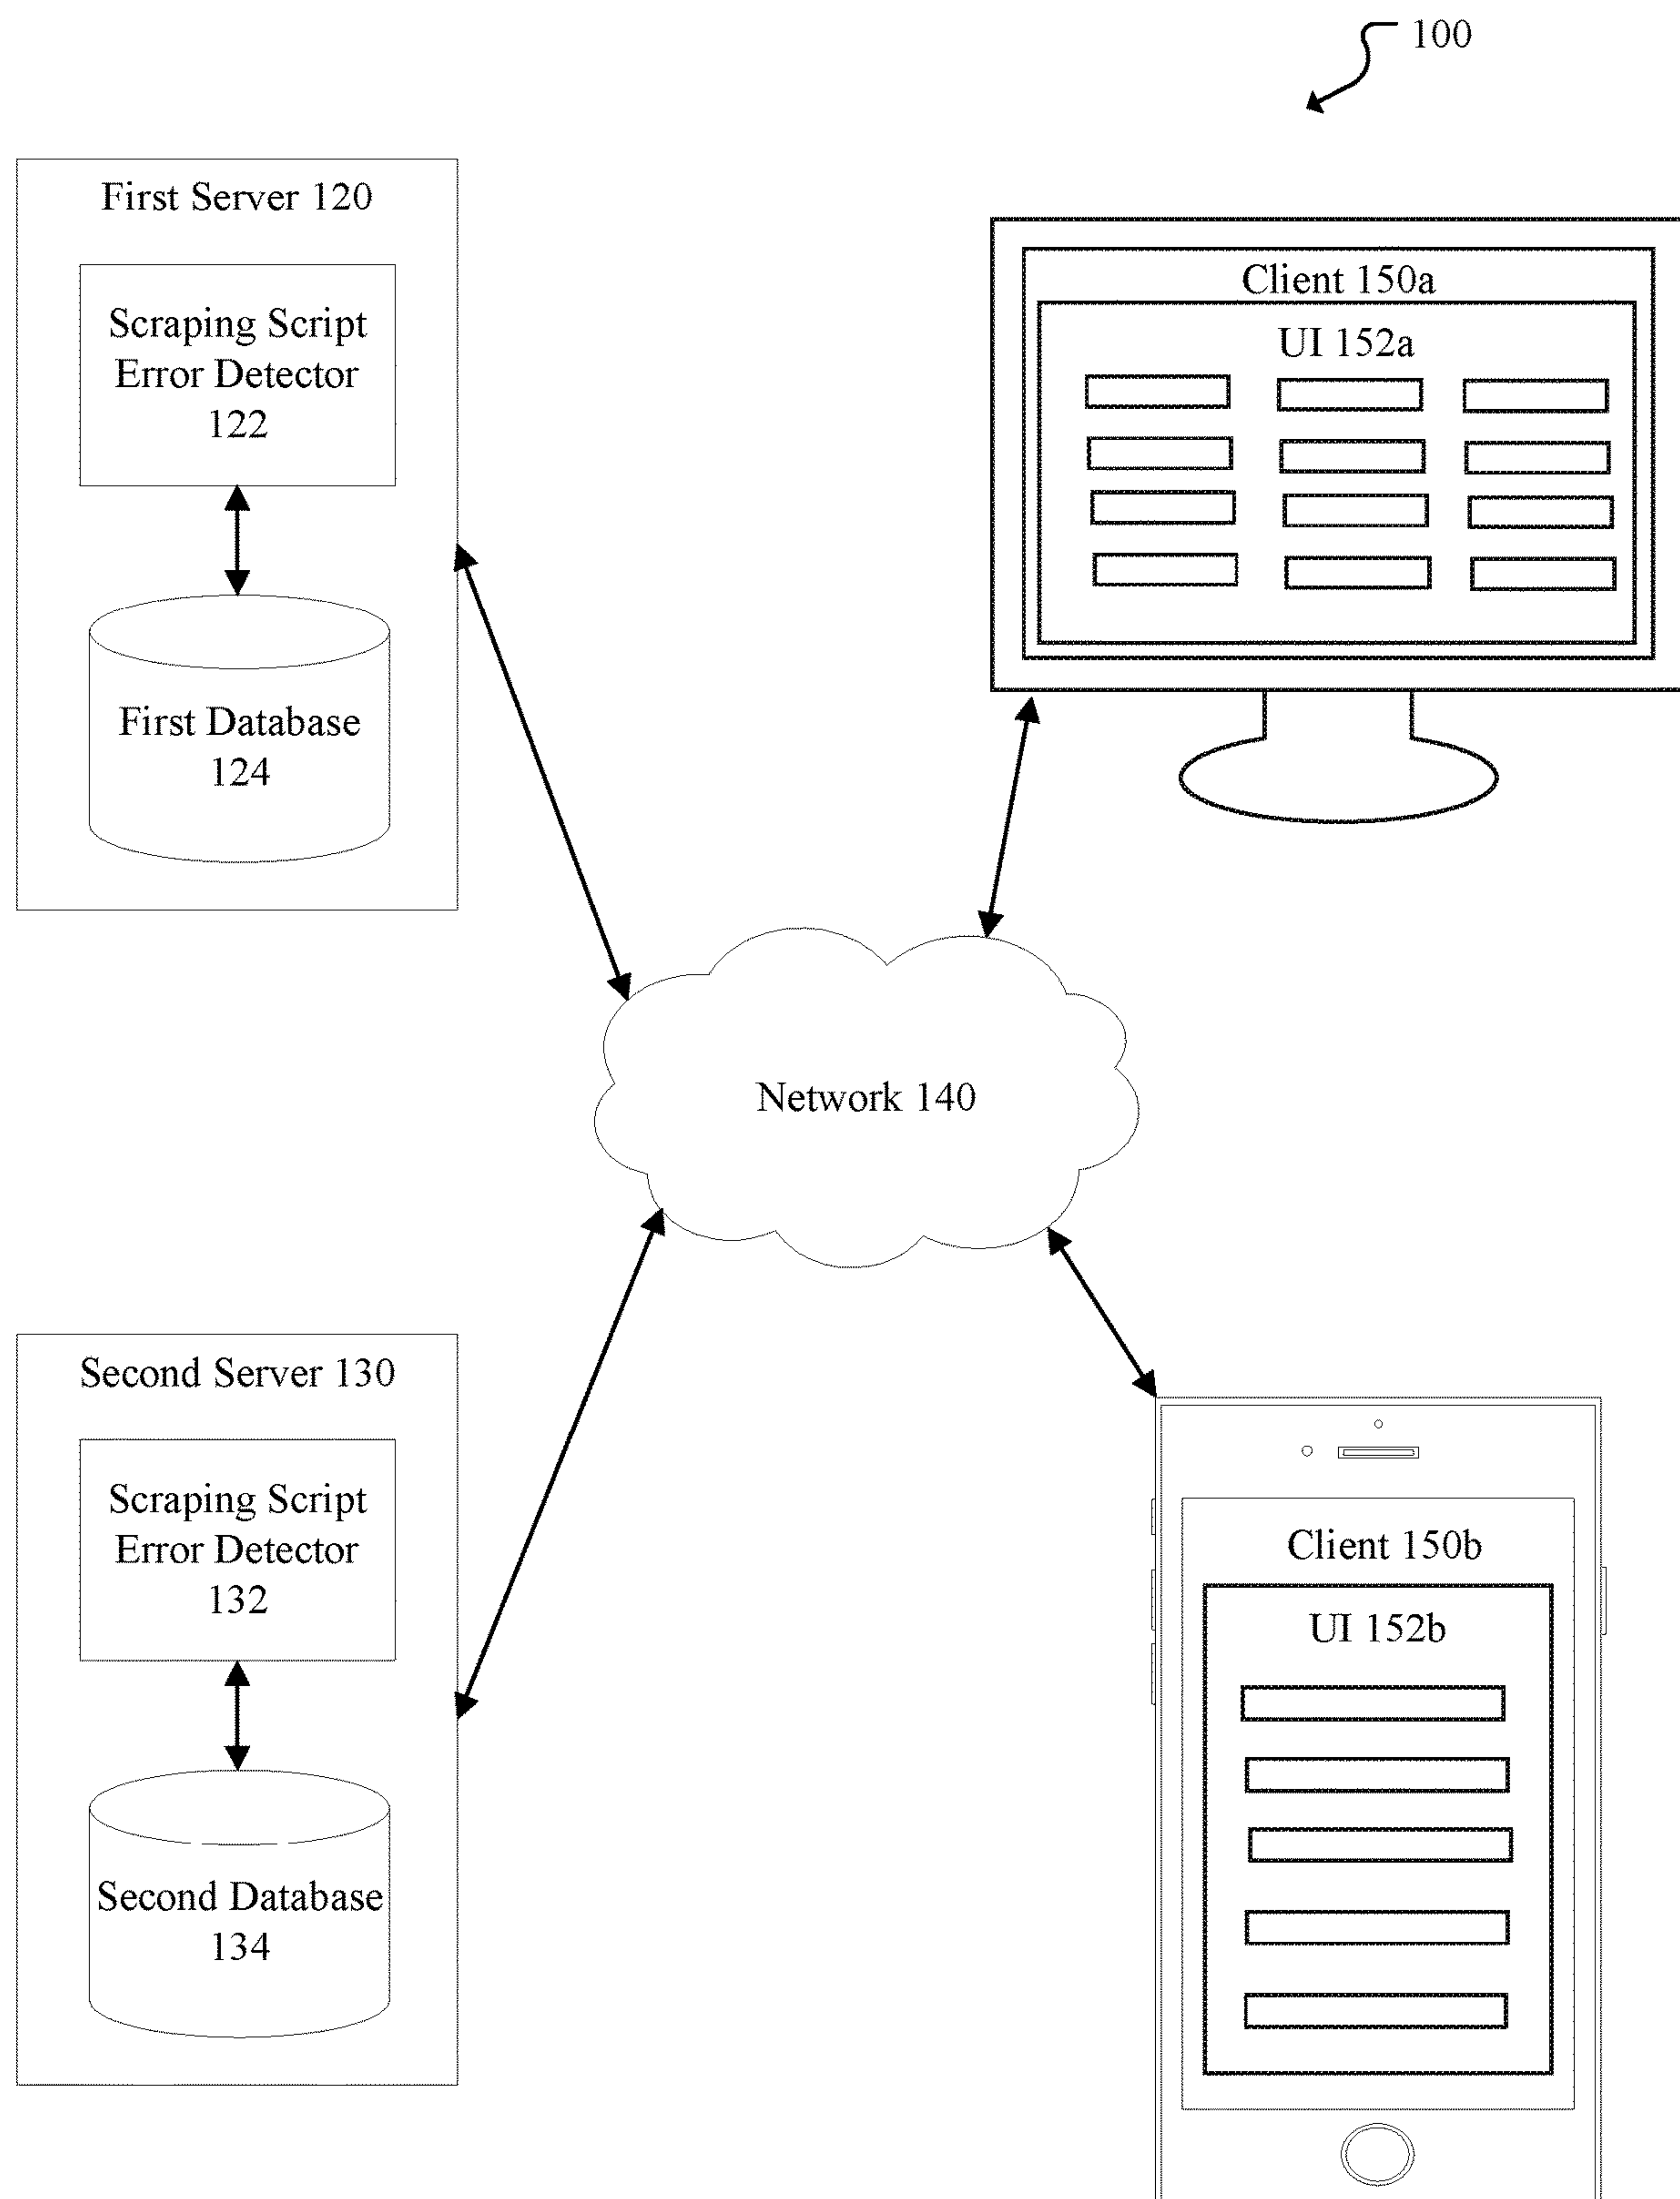 100
First Server 120
Scraping Script
Error Detector
122
First Database
124
Client 150a
UI 152a
Network 140
Second Server 130
Scraping Script
Error Detector
132
Second Database
134
Client 150b
UI 152b